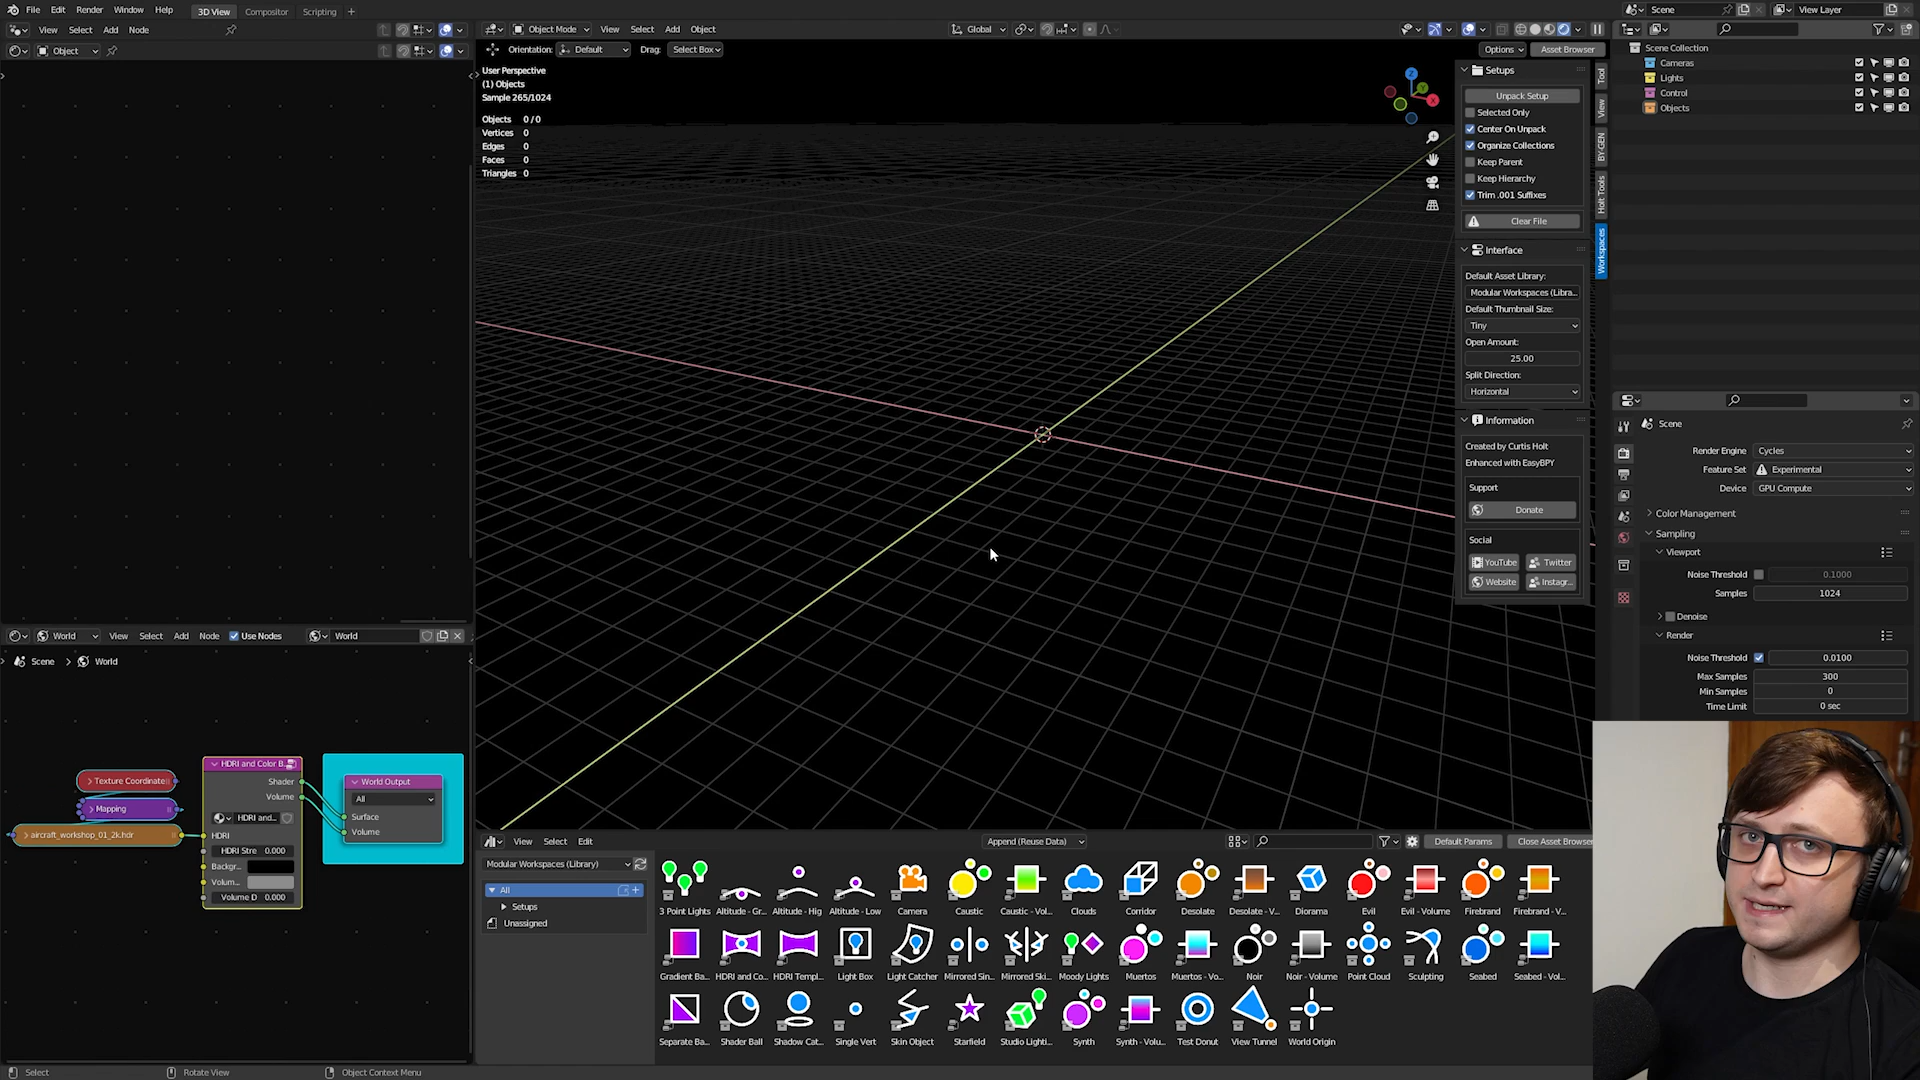 File Edit Render Window Help 3D View Compositor Scripting + Scene View Layer
View Select Add Node
Object
Object Mode View Select Add Object Global
Orientation: Default Drag: Select Box Options Asset Browser
User Perspective
(1) Objects
Sample 265/1024
Objects 0 / 0
Vertices 0
Edges 0
Faces 0
Triangles 0
Z
Y
X
Setups
Unpack Setup
Selected Only
Center On Unpack
Organize Collections
Keep Parent
Keep Hierarchy
Trim .001 Suffixes
Clear File
Interface
Default Asset Library:
Modular Workspaces (Libra...
Default Thumbnail Size:
Tiny
Open Amount:
25.00
Split Direction:
Horizontal
Information
Created by Curtis Holt
Enhanced with EasyBPY
Support
Donate
Social
YouTube Twitter
Website Instagr...
Tool
View
BY-GEN
Holt Tools
Workspaces
Scene Collection
Cameras
Lights
Control
Objects
Scene
Render Engine Cycles
Feature Set Experimental
Device GPU Compute
Color Management
Sampling
Viewport
Noise Threshold 0.1000
Samples 1024
Denoise
Render
Noise Threshold 0.0100
Max Samples 300
Min Samples 0
Time Limit 0 sec
World View Select Add Node Use Nodes World
Scene > World
Texture Coordinate
Mapping
aircraft_workshop_01_2k.hdr
HDRI and Color B...
Shader
Volume
HDRI and...
HDRI
HDRI Stre 0.000
Backgr...
Volum...
Volume D 0.000
World Output
All
Surface
Volume
View Select Edit Append (Reuse Data) Default Params Close Asset Browser
Modular Workspaces (Library)
All
Setups
Unassigned
3 Point Lights Altitude - Gr... Altitude - Hig Altitude - Low Camera Caustic Caustic - Vol... Clouds Corridor Desolate Desolate - V... Diorama Evil Evil - Volume Firebrand Firebrand - V...
Gradient Ba... HDRI and Co... HDRI Templ... Light Box Light Catcher Mirrored Sin... Mirrored Ski... Moody Lights Muertos Muertos - Vo... Noir Noir - Volume Point Cloud Sculpting Seabed Seabed - Vol...
Separate Ba... Shader Ball Shadow Cat... Single Vert Skin Object Starfield Studio Lighti... Synth Synth - Volu... Test Donut View Tunnel World Origin
Select Rotate View Object Context Menu